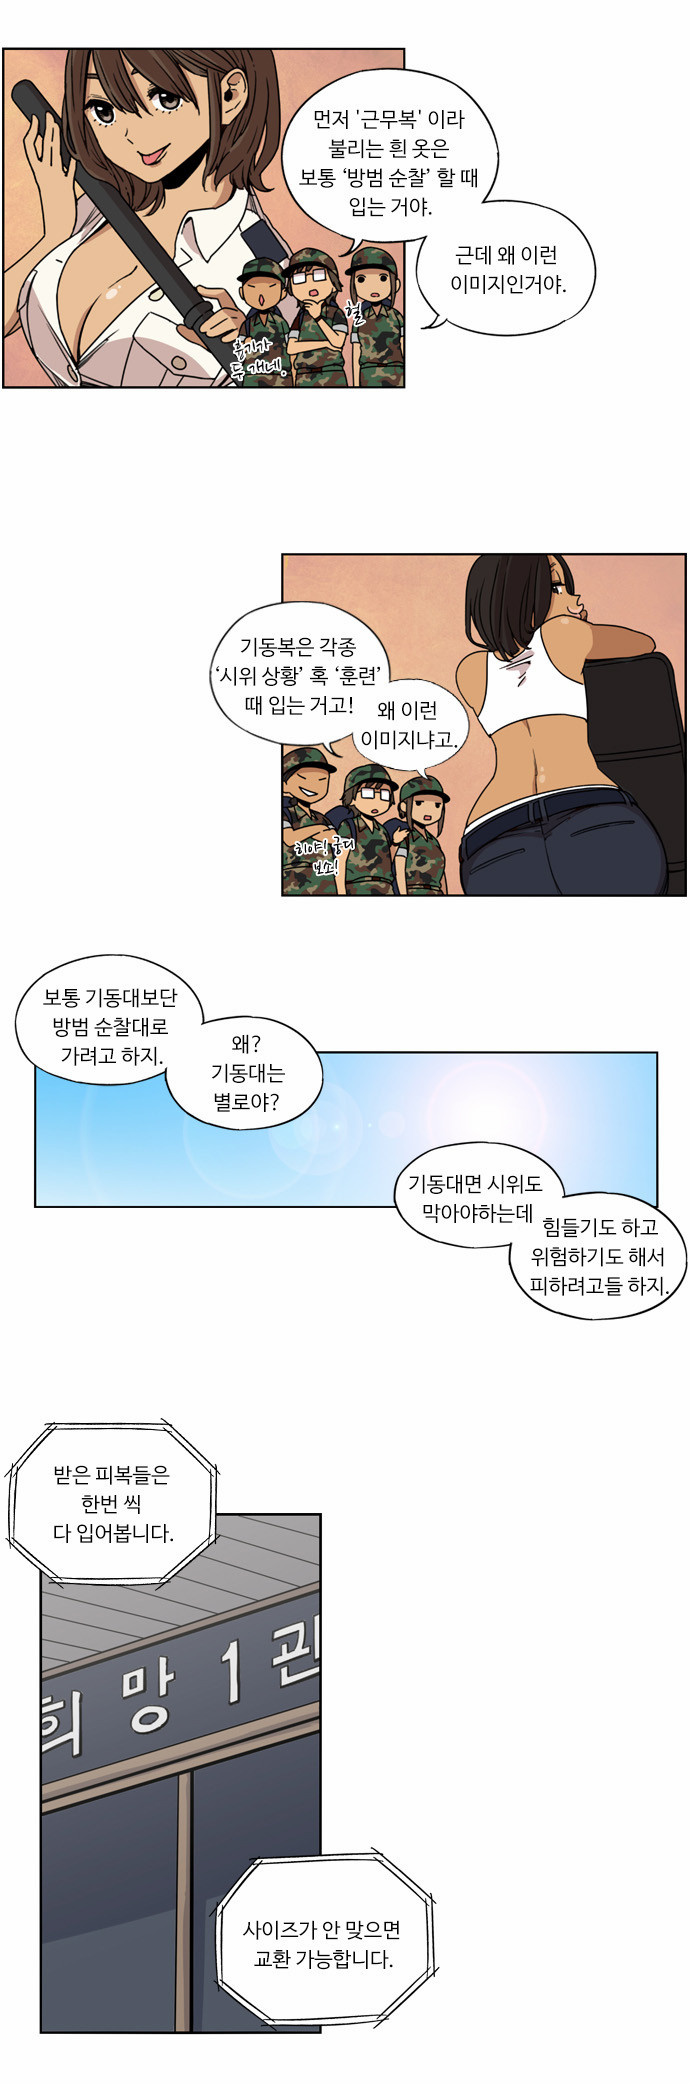 먼저 '근무복' 이라
불리는 흰 옷은
보통 '방범 순찰' 할 때
입는 거야.
근데 왜 이런
이미지인거야.
헐
흉기가
두 개네.
기동복은 각종
'시위 상황' 혹 '훈련'
때 입는 거고!
왜 이런
이미지냐고.
히야! 궁디
보소!
보통 기동대보단
방범 순찰대로
가려고 하지.
왜?
기동대는
별로야?
기동대면 시위도
막아야하는데
힘들기도 하고
위험하기도 해서
피하려고들 하지.
받은 피복들은
한번 씩
다 입어봅니다.
희망1관
사이즈가 안 맞으면
교환 가능합니다.